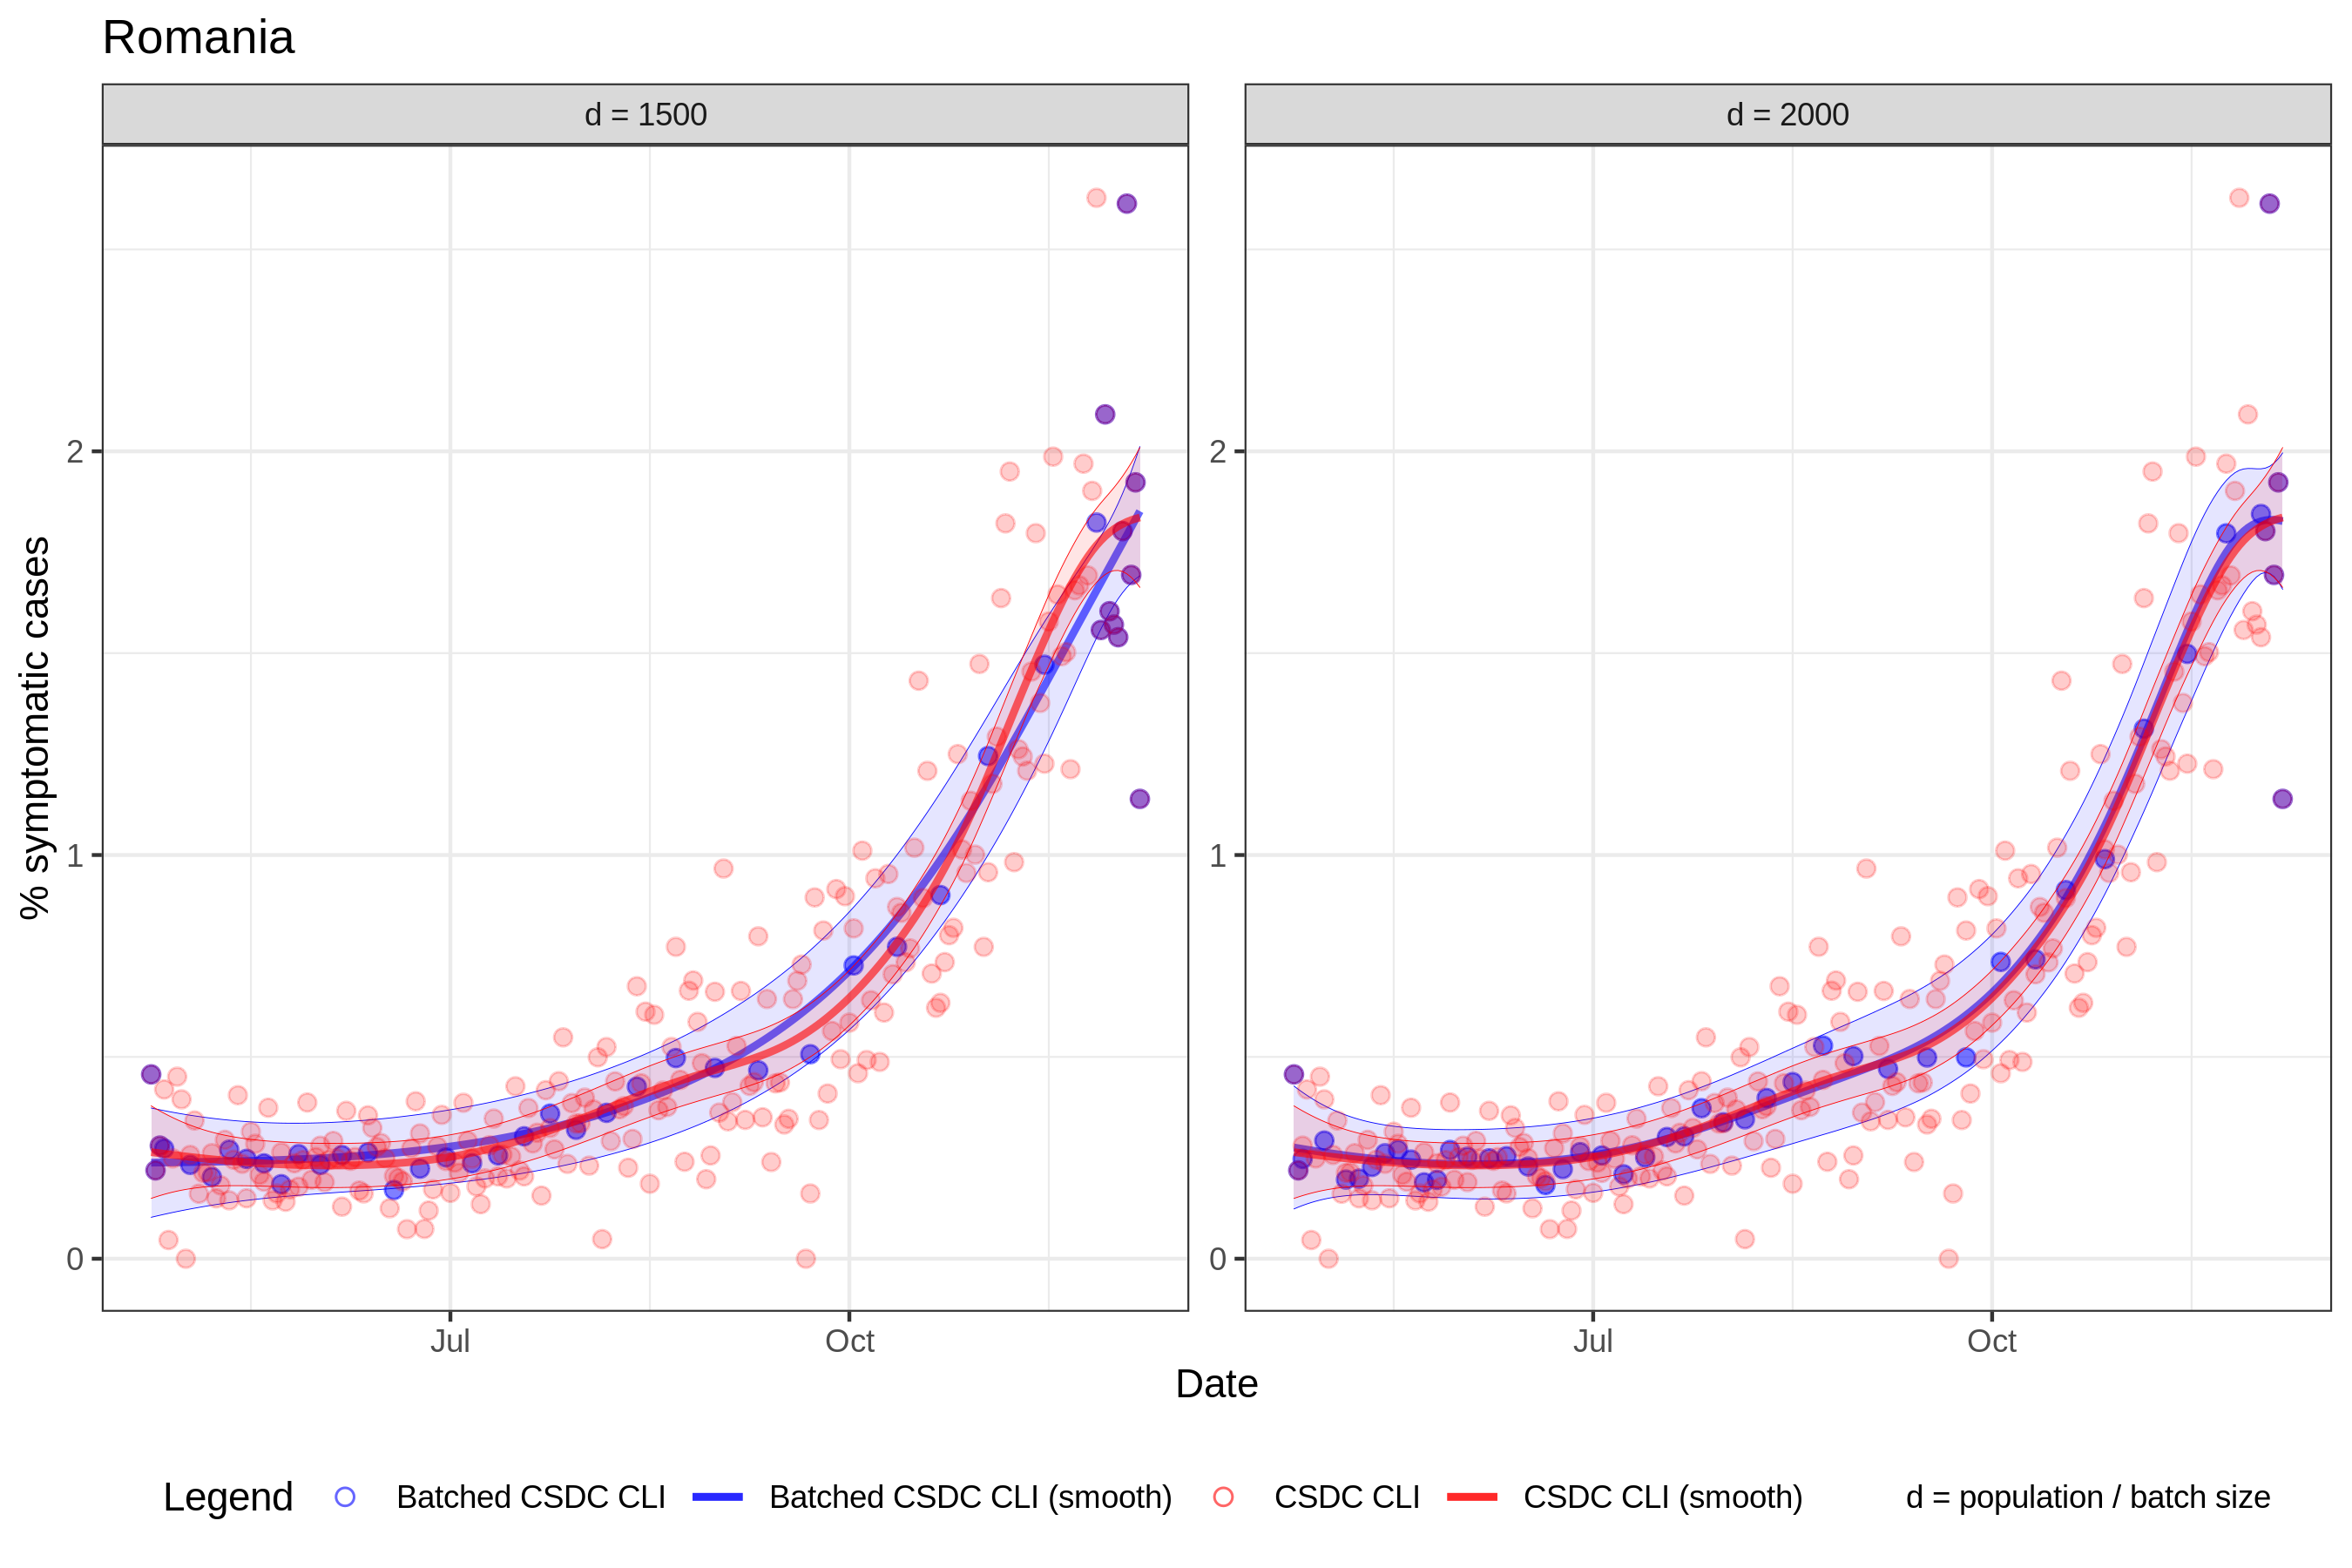 Romania
d = 1500
d = 2000
% symptomatic cases
2
1
0
2
1
0
Jul
Oct
Jul
Oct
Date
Legend
Batched CSDC CLI
Batched CSDC CLI (smooth)
CSDC CLI
CSDC CLI (smooth)
d = population / batch size